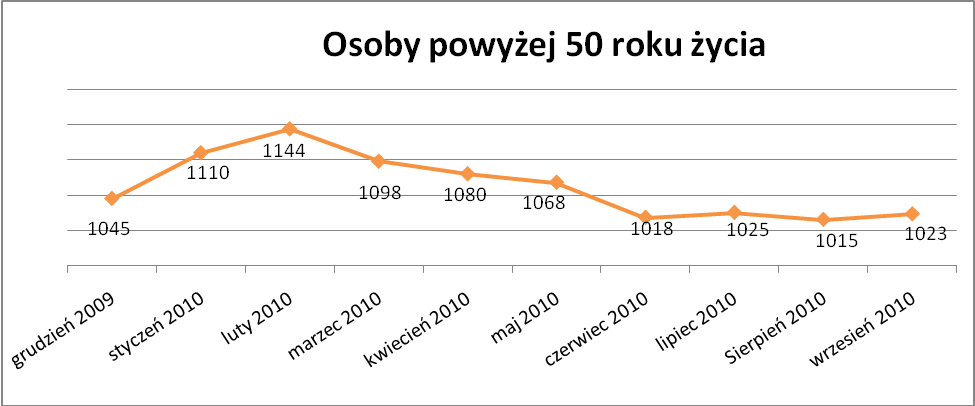 Osoby powyżej 50 roku życia
1045
1110
1144
1098
1080
1068
1018
1025
1015
1023
grudzień 2009
styczeń 2010
luty 2010
marzec 2010
kwiecień 2010
maj 2010
czerwiec 2010
lipiec 2010
Sierpień 2010
wrzesień 2010